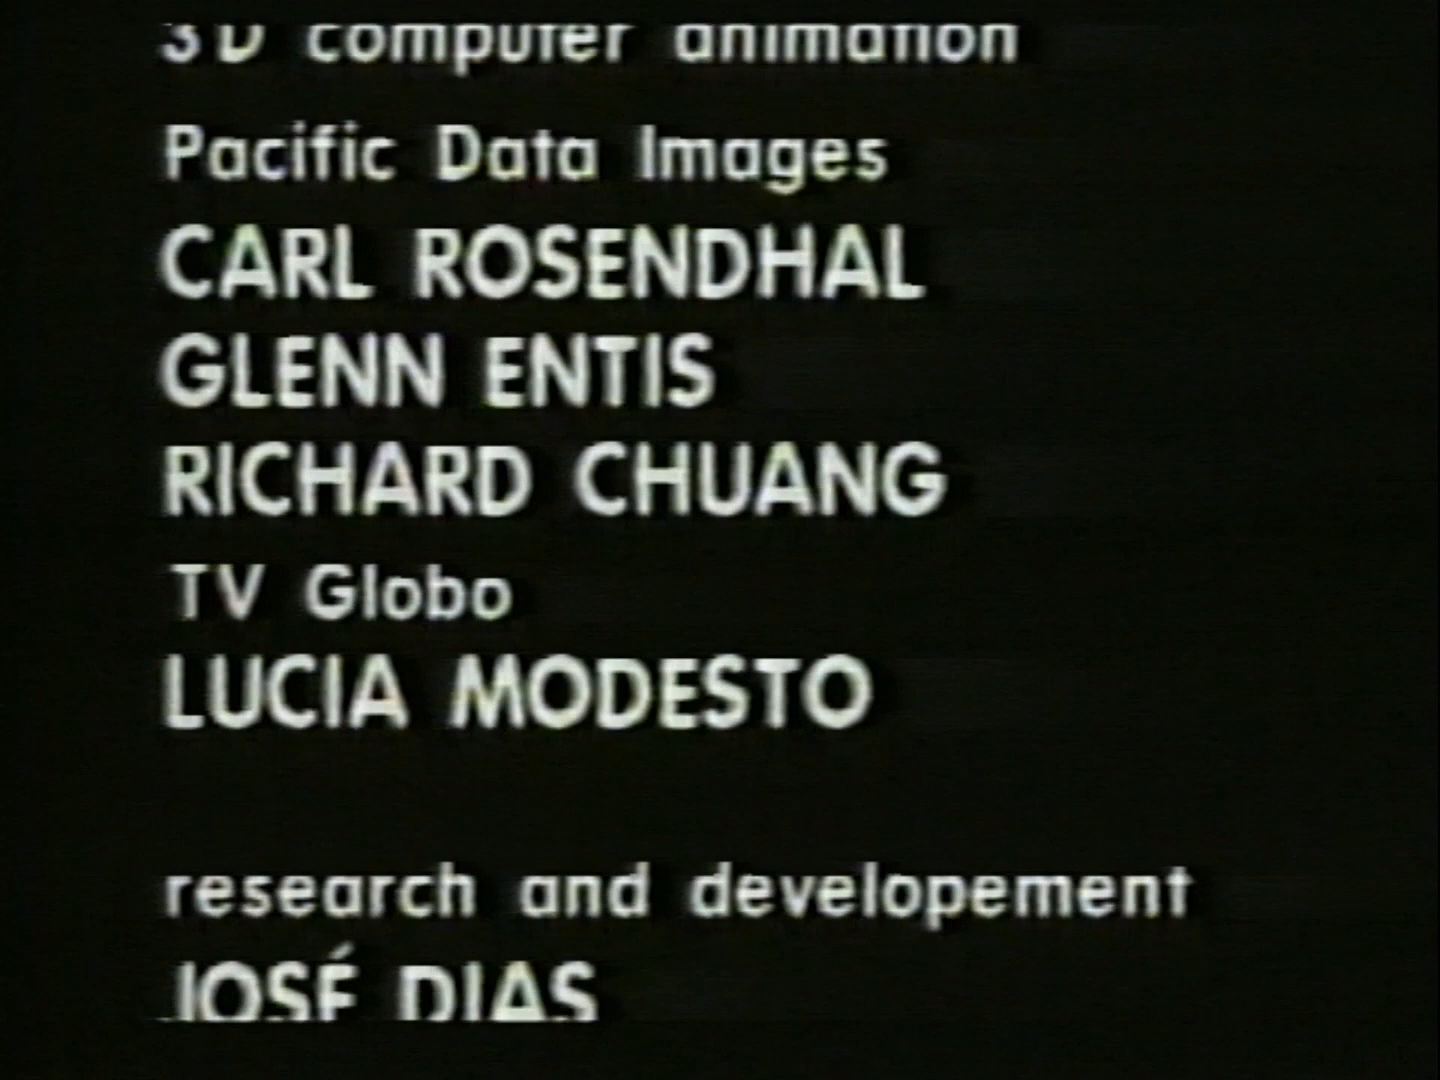 3D computer animation
Pacific Data Images
CARL ROSENDHAL
GLENN ENTIS
RICHARD CHUANG
TV Globo
LUCIA MODESTO
research and developement
JOSÉ DIAS